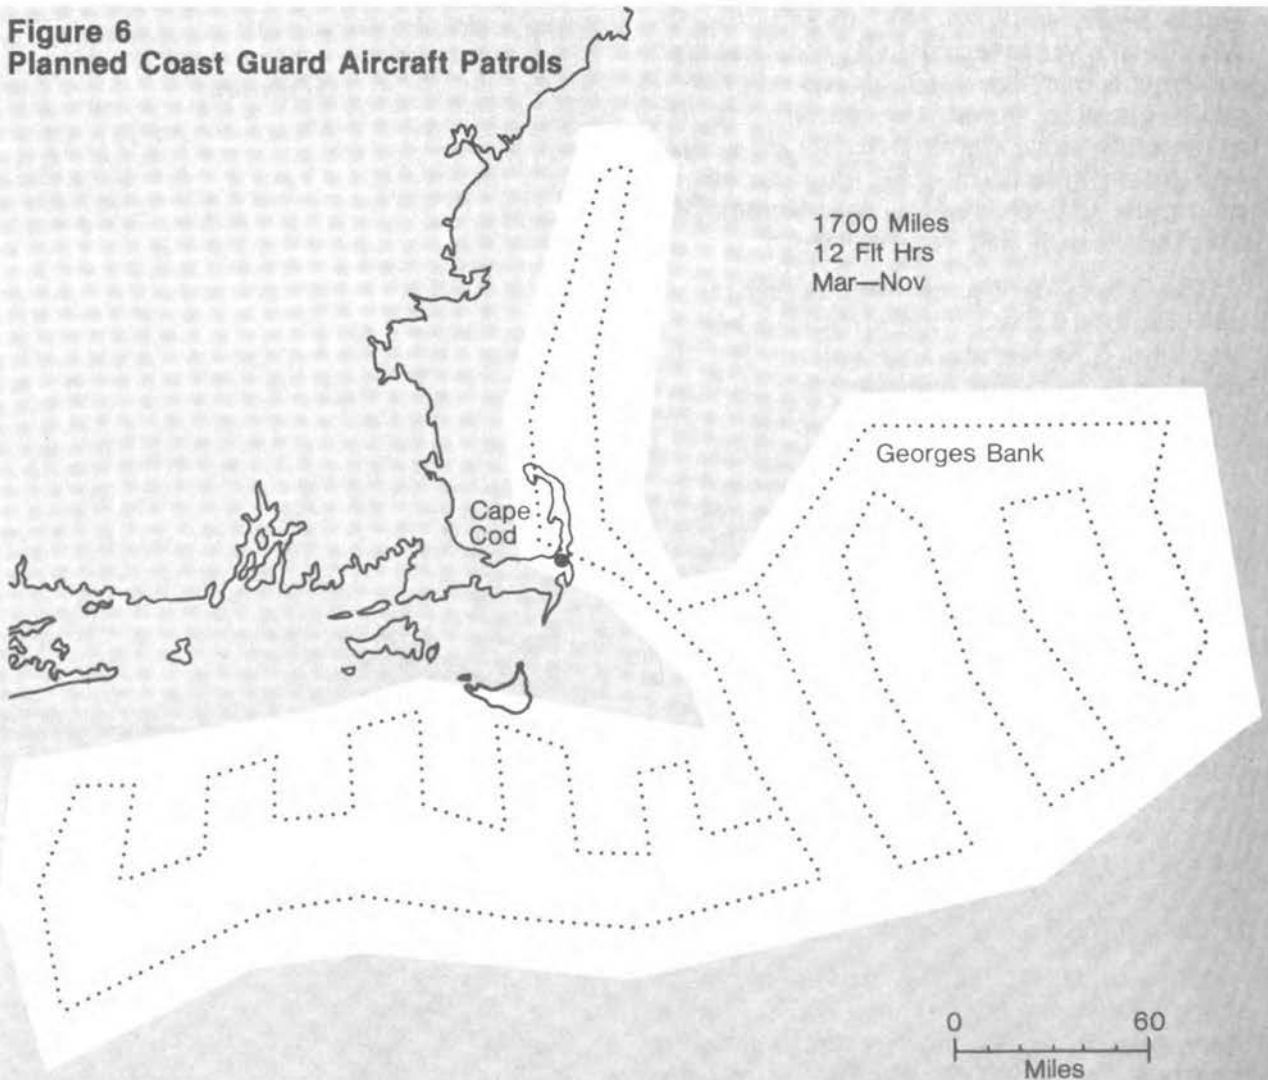 Figure 6
Planned Coast Guard Aircraft Patrols
1700 Miles
12 Flt Hrs
Mar—Nov
Georges Bank
Cape
Cod
0 60
Miles